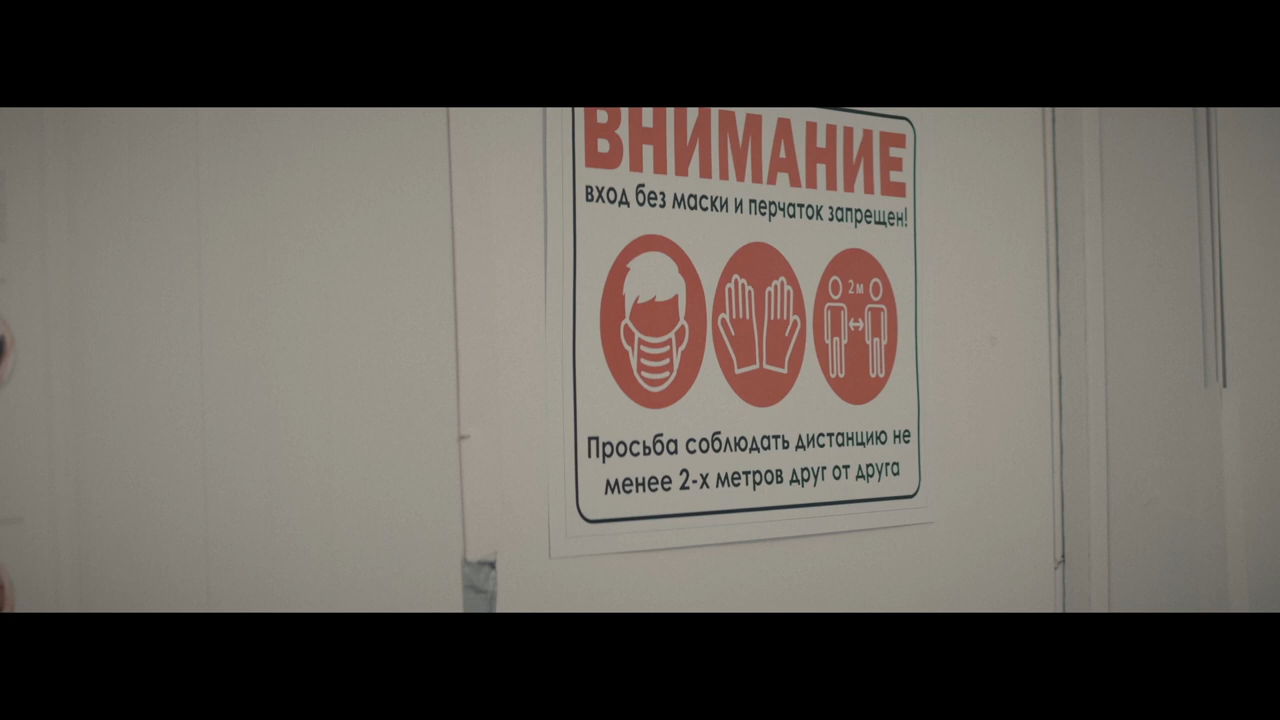 ВНИМАНИЕ
вход без маски и перчаток запрещен!
2м
Просьба соблюдать дистанцию не
менее 2-х метров друг от друга